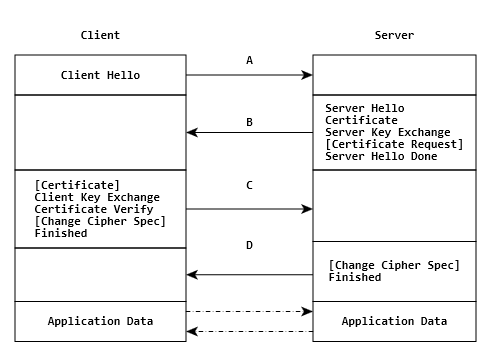 Client
Server
Client Hello
A
B
Server Hello
Certificate
Server Key Exchange
[Certificate Request]
Server Hello Done
[Certificate]
Client Key Exchange
Certificate Verify
[Change Cipher Spec]
Finished
C
D
[Change Cipher Spec]
Finished
Application Data
Application Data